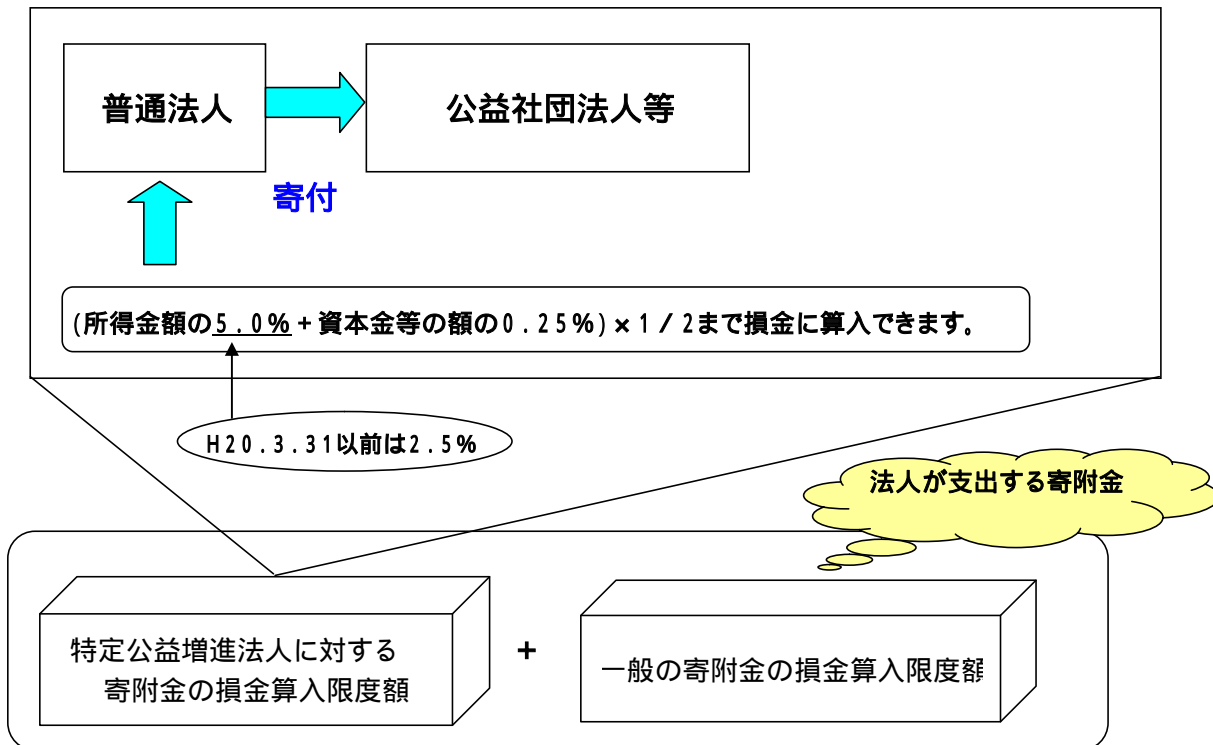 普通法人
公益社団法人等
寄付
(所得金額の5.0%+資本金等の額の0.25%)×1/2まで損金に算入できます。
H20.3.31以前は2.5%
法人が支出する寄附金
特定公益増進法人に対する
寄附金の損金算入限度額
+
一般の寄附金の損金算入限度額